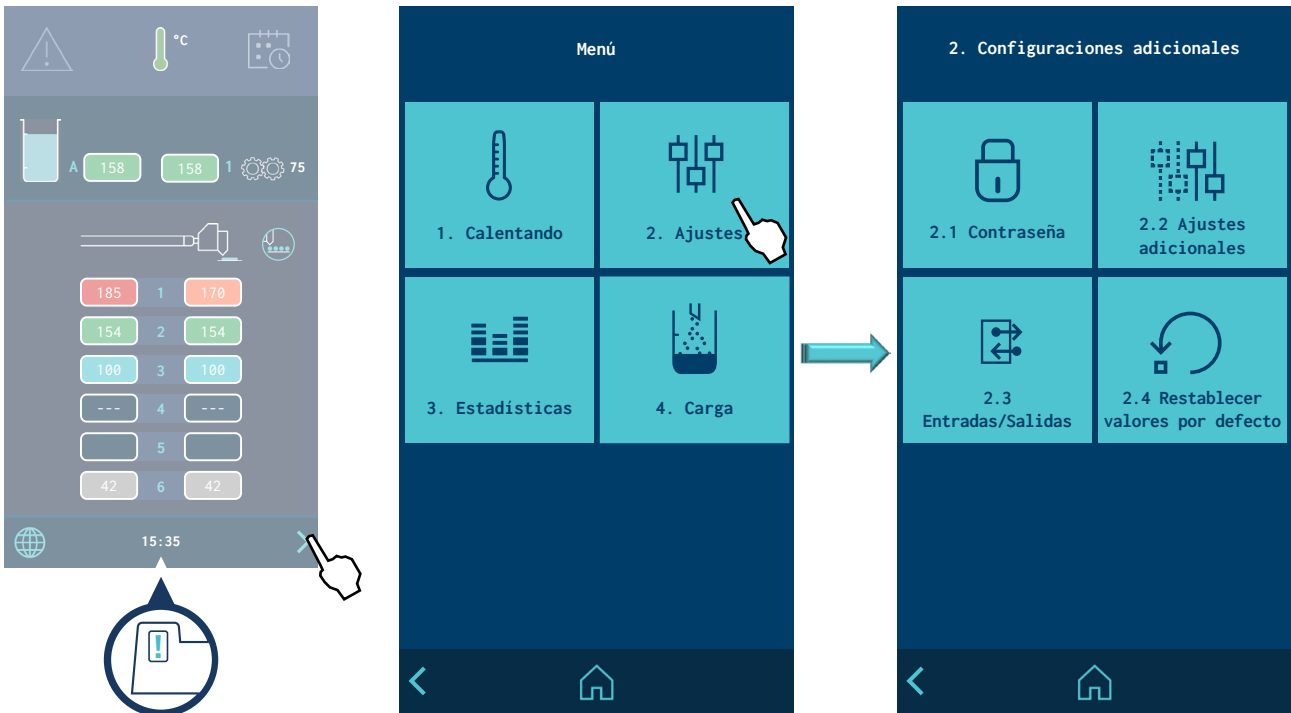 °C
A 158 158 1 75
185 1 170
154 2 154
100 3 100
--- 4 ---
5
42 6 42
15:35
!
Menú
1. Calentando
2. Ajustes
3. Estadísticas
4. Carga
2. Configuraciones adicionales
2.1 Contraseña
2.2 Ajustes
adicionales
2.3
Entradas/Salidas
2.4 Restablecer
valores por defecto